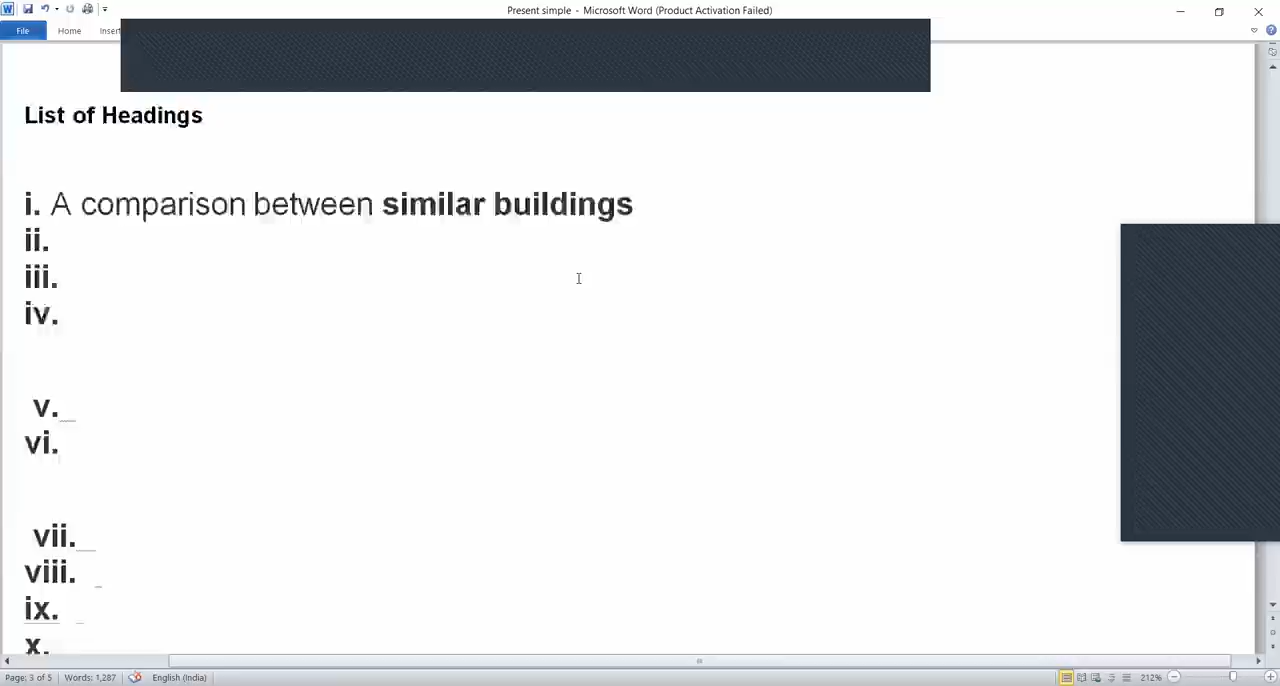 Present simple - Microsoft Word (Product Activation Failed)
File Home Insert
List of Headings
i. A comparison between similar buildings
ii.
iii.
iv.
v.
vi.
vii.
viii.
ix.
x.
Page: 3 of 5 Words: 1,287 English (India) 212%